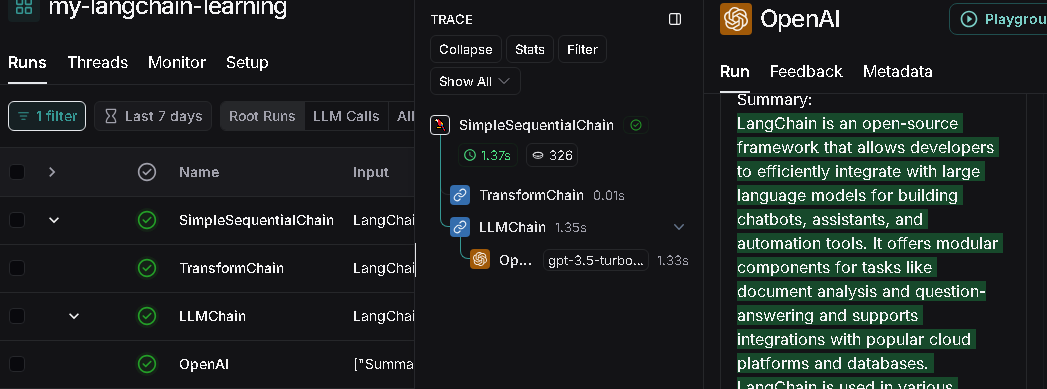 my-langchain-learning
Runs Threads Monitor Setup
1 filter Last 7 days Root Runs LLM Calls All
Name Input
SimpleSequentialChain LangChai
TransformChain LangChai
LLMChain LangChai
OpenAI ["Summa
TRACE
Collapse Stats Filter
Show All
SimpleSequentialChain
1.37s 326
TransformChain 0.01s
LLMChain 1.35s
Op... gpt-3.5-turbo... 1.33s
OpenAI Playgrou
Run Feedback Metadata
Summary:
LangChain is an open-source
framework that allows developers
to efficiently integrate with large
language models for building
chatbots, assistants, and
automation tools. It offers modular
components for tasks like
document analysis and question-
answering and supports
integrations with popular cloud
platforms and databases.
LangChain is used in various